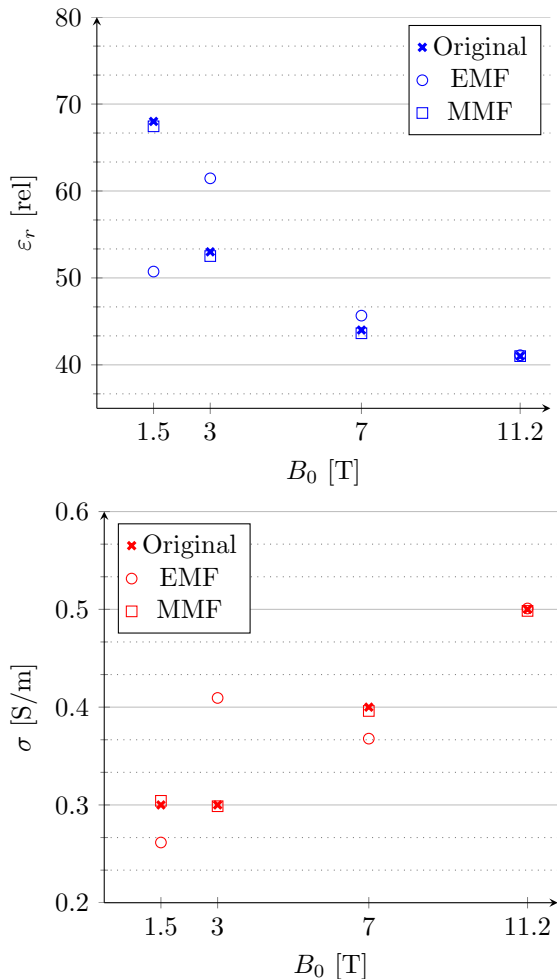 80
70
60
50
40
ε_r [rel]
Original
EMF
MMF
1.5 3 7 11.2
B_0 [T]
0.6
0.5
0.4
0.3
0.2
σ [S/m]
Original
EMF
MMF
1.5 3 7 11.2
B_0 [T]